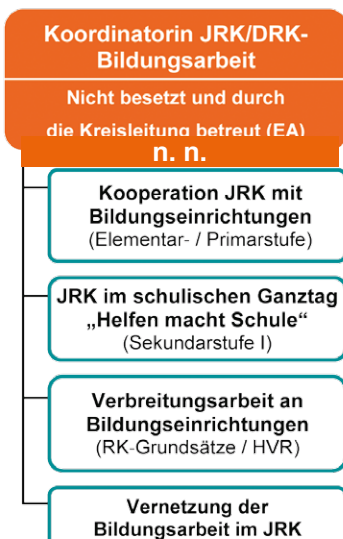 Koordinatorin JRK/DRK-
Bildungsarbeit
Nicht besetzt und durch
die Kreisleitung betreut (EA)
n. n.
Kooperation JRK mit
Bildungseinrichtungen
(Elementar- / Primarstufe)
JRK im schulischen Ganztag
„Helfen macht Schule“
(Sekundarstufe I)
Verbreitungsarbeit an
Bildungseinrichtungen
(RK-Grundsätze / HVR)
Vernetzung der
Bildungsarbeit im JRK